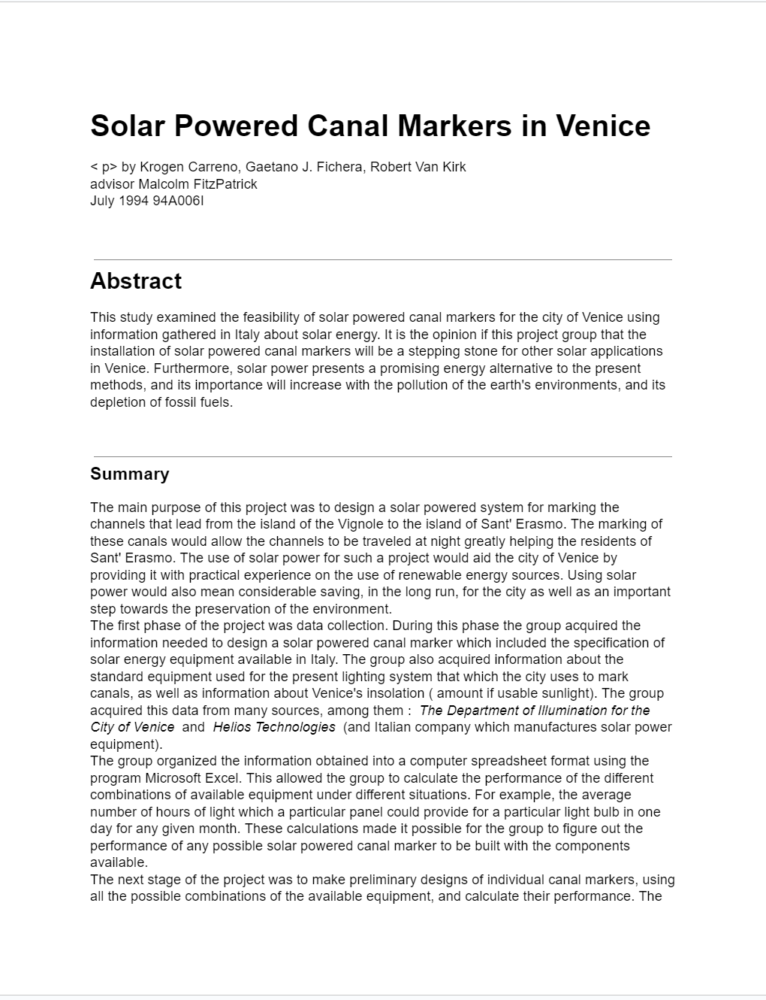 Solar Powered Canal Markers in Venice
< p> by Krogen Carreno, Gaetano J. Fichera, Robert Van Kirk
advisor Malcolm FitzPatrick
July 1994 94A006I
Abstract
This study examined the feasibility of solar powered canal markers for the city of Venice using
information gathered in Italy about solar energy. It is the opinion if this project group that the
installation of solar powered canal markers will be a stepping stone for other solar applications
in Venice. Furthermore, solar power presents a promising energy alternative to the present
methods, and its importance will increase with the pollution of the earth's environments, and its
depletion of fossil fuels.
Summary
The main purpose of this project was to design a solar powered system for marking the
channels that lead from the island of the Vignole to the island of Sant' Erasmo. The marking of
these canals would allow the channels to be traveled at night greatly helping the residents of
Sant' Erasmo. The use of solar power for such a project would aid the city of Venice by
providing it with practical experience on the use of renewable energy sources. Using solar
power would also mean considerable saving, in the long run, for the city as well as an important
step towards the preservation of the environment.
The first phase of the project was data collection. During this phase the group acquired the
information needed to design a solar powered canal marker which included the specification of
solar energy equipment available in Italy. The group also acquired information about the
standard equipment used for the present lighting system that which the city uses to mark
canals, as well as information about Venice's insolation ( amount if usable sunlight). The group
acquired this data from many sources, among them : The Department of Illumination for the
City of Venice and Helios Technologies (and Italian company which manufactures solar power
equipment).
The group organized the information obtained into a computer spreadsheet format using the
program Microsoft Excel. This allowed the group to calculate the performance of the different
combinations of available equipment under different situations. For example, the average
number of hours of light which a particular panel could provide for a particular light bulb in one
day for any given month. These calculations made it possible for the group to figure out the
performance of any possible solar powered canal marker to be built with the components
available.
The next stage of the project was to make preliminary designs of individual canal markers, using
all the possible combinations of the available equipment, and calculate their performance. The